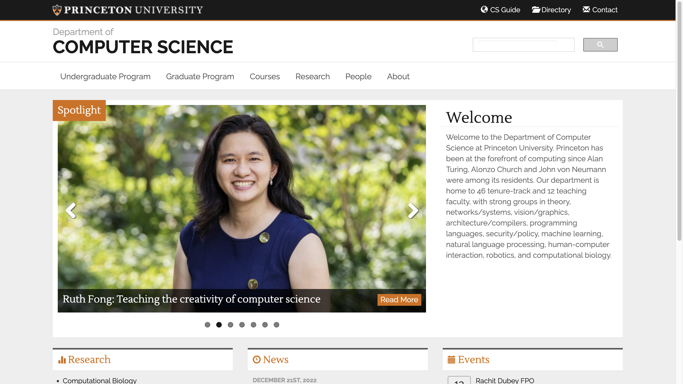 PRINCETON UNIVERSITY
CS Guide Directory Contact
Department of
COMPUTER SCIENCE
Undergraduate Program Graduate Program Courses Research People About
Spotlight
Ruth Fong: Teaching the creativity of computer science
Read More
Welcome
Welcome to the Department of Computer
Science at Princeton University. Princeton has
been at the forefront of computing since Alan
Turing, Alonzo Church and John von Neumann
were among its residents. Our department is
home to 46 tenure-track and 12 teaching
faculty, with strong groups in theory,
networks/systems, vision/graphics,
architecture/compilers, programming
languages, security/policy, machine learning,
natural language processing, human-computer
interaction, robotics, and computational biology.
Research
Computational Biology
News
DECEMBER 21ST, 2022
Events
Rachit Dubey FPO